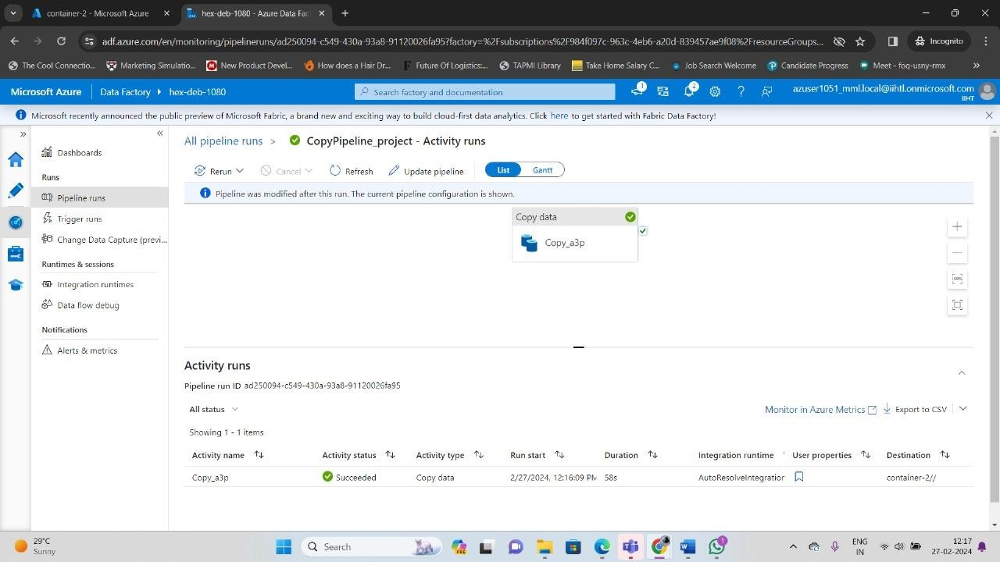 container-2 - Microsoft Azure
hex-deb-1080 - Azure Data Fac
adf.azure.com/en/monitoring/pipelineruns/ad250094-c549-430a-93a8-91120026fa95?factory=%2Fsubscriptions%2F984f097c-963c-4eb6-a20d-839457ae9f08%2FresourceGroups...
Incognito
The Cool Connectio...
Marketing Simulatio...
New Product Devel...
How does a Hair Dr...
Future Of Logistics:...
TAPMI Library
Take Home Salary C...
Job Search Welcome
Candidate Progress
Meet - foq-usny-rmx
Microsoft Azure
Data Factory
hex-deb-1080
Search factory and documentation
1
2
azuser1051_mml.local@iihtl.onmicrosoft.com
IIHT
Microsoft recently announced the public preview of Microsoft Fabric, a brand new and exciting way to build cloud-first data analytics. Click here to get started with Fabric Data Factory!
Dashboards
Runs
Pipeline runs
Trigger runs
Change Data Capture (previ...
Runtimes & sessions
Integration runtimes
Data flow debug
Notifications
Alerts & metrics
All pipeline runs > CopyPipeline_project - Activity runs
Rerun
Cancel
Refresh
Update pipeline
List
Gantt
Pipeline was modified after this run. The current pipeline configuration is shown.
Copy data
Copy_a3p
Activity runs
Pipeline run ID ad250094-c549-430a-93a8-91120026fa95
All status
Monitor in Azure Metrics
Export to CSV
Showing 1 - 1 items
Activity name Activity status Activity type Run start Duration Integration runtime User properties Destination
Copy_a3p Succeeded Copy data 2/27/2024, 12:16:09 PM 58s AutoResolveIntegration container-2//
29°C
Sunny
Search
PRE
1
ENG
IN
12:17
27-02-2024